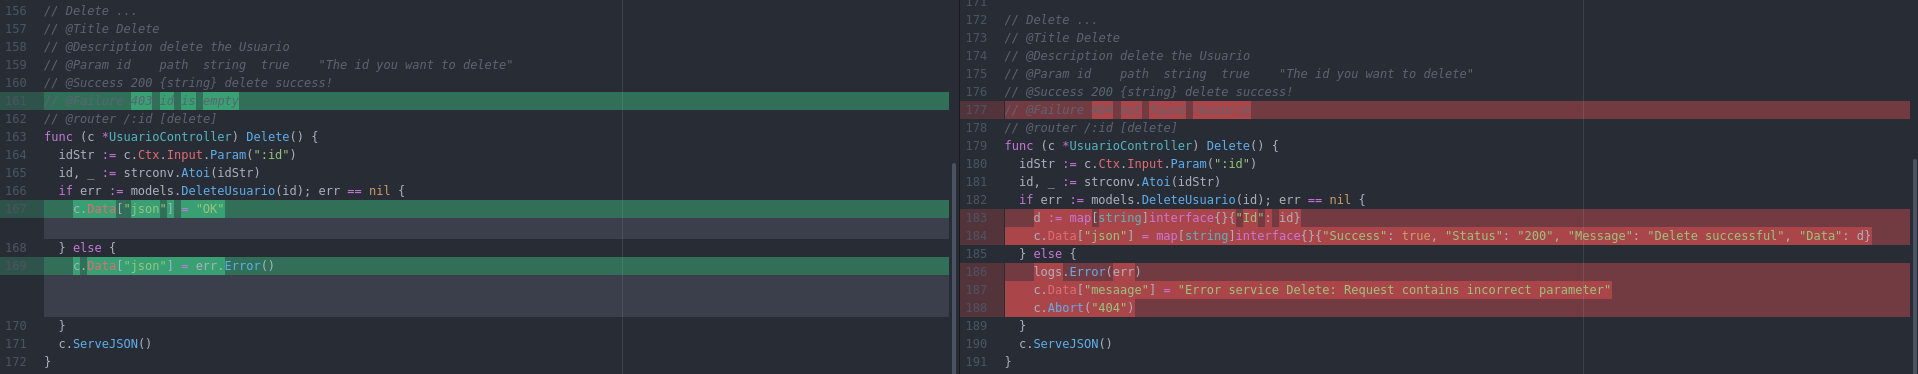 156 // Delete ...
157 // @Title Delete
158 // @Description delete the Usuario
159 // @Param id    path  string  true    "The id you want to delete"
160 // @Success 200 {string} delete success!
161 // @Failure 403 id is empty
162 // @router /:id [delete]
163 func (c *UsuarioController) Delete() {
164   idStr := c.Ctx.Input.Param(":id")
165   id, _ := strconv.Atoi(idStr)
166   if err := models.DeleteUsuario(id); err == nil {
167     c.Data["json"] = "OK"
168   } else {
169     c.Data["json"] = err.Error()
170   }
171   c.ServeJSON()
172 }
171
172 // Delete ...
173 // @Title Delete
174 // @Description delete the Usuario
175 // @Param id    path  string  true    "The id you want to delete"
176 // @Success 200 {string} delete success!
177 // @Failure
178 // @router /:id [delete]
179 func (c *UsuarioController) Delete() {
180   idStr := c.Ctx.Input.Param(":id")
181   id, _ := strconv.Atoi(idStr)
182   if err := models.DeleteUsuario(id); err == nil {
183     d := map[string]interface{}{"Id": id}
184     c.Data["json"] = map[string]interface{}{"Success": true, "Status": "200", "Message": "Delete successful", "Data": d}
185   } else {
186     logs.Error(err)
187     c.Data["mesaage"] = "Error service Delete: Request contains incorrect parameter"
188     c.Abort("404")
189   }
190   c.ServeJSON()
191 }